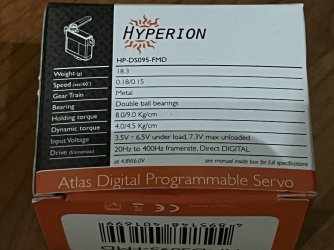 HYPERION
HP-DS095-FMD
Weight (g) 18.3
Speed (sec/60°) 0.18/0.15
Gear Train Metal
Bearing Double ball bearings
Holding torque 8.0/9.0 Kg/cm
Dynamic torque 4.0/4.5 Kg/cm
Input Voltage 3.5V - 6.5V under load, 7.3V max unloaded
Drive (framerate) 20Hz to 400Hz framerate, Direct DIGITAL
at 4.8V/6.0V see manual inside box for full specifications
Atlas Digital Programmable Servo